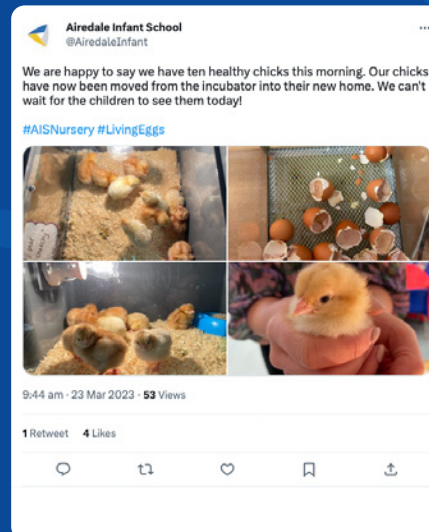 Airedale Infant School
@AiredaleInfant
We are happy to say we have ten healthy chicks this morning. Our chicks
have now been moved from the incubator into their new home. We can't
wait for the children to see them today!
#AISNursery #LivingEggs
9:44 am · 23 Mar 2023 · 53 Views
1 Retweet 4 Likes